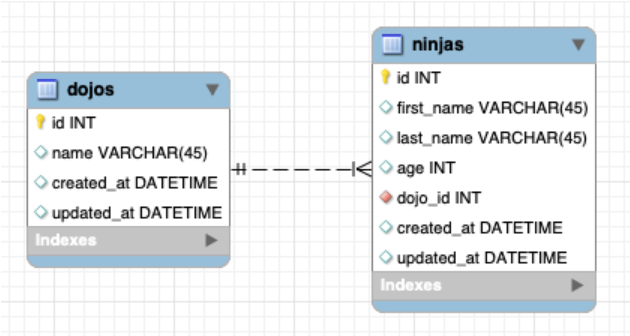 dojos
id INT
name VARCHAR(45)
created_at DATETIME
updated_at DATETIME
Indexes
ninjas
id INT
first_name VARCHAR(45)
last_name VARCHAR(45)
age INT
dojo_id INT
created_at DATETIME
updated_at DATETIME
Indexes